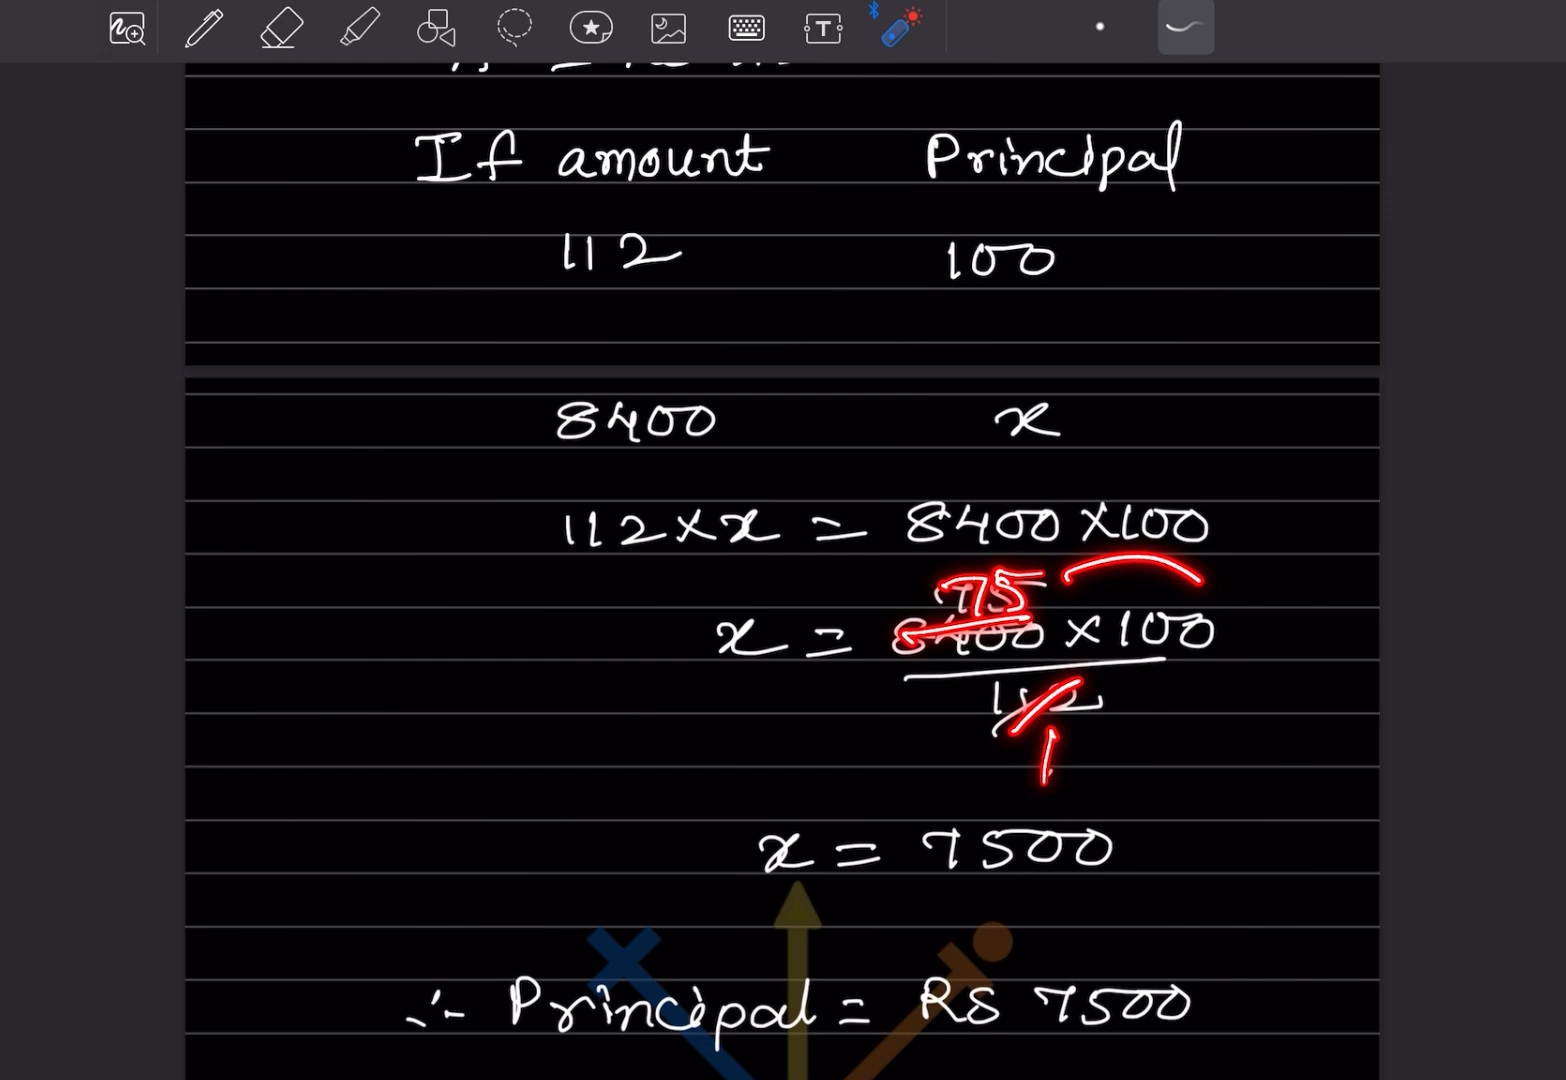 If amount Principal
112 100
8400 x
112 × x = 8400 × 100
75
x = 8400 × 100
112
1
x = 7500
∴ Principal = Rs 7500